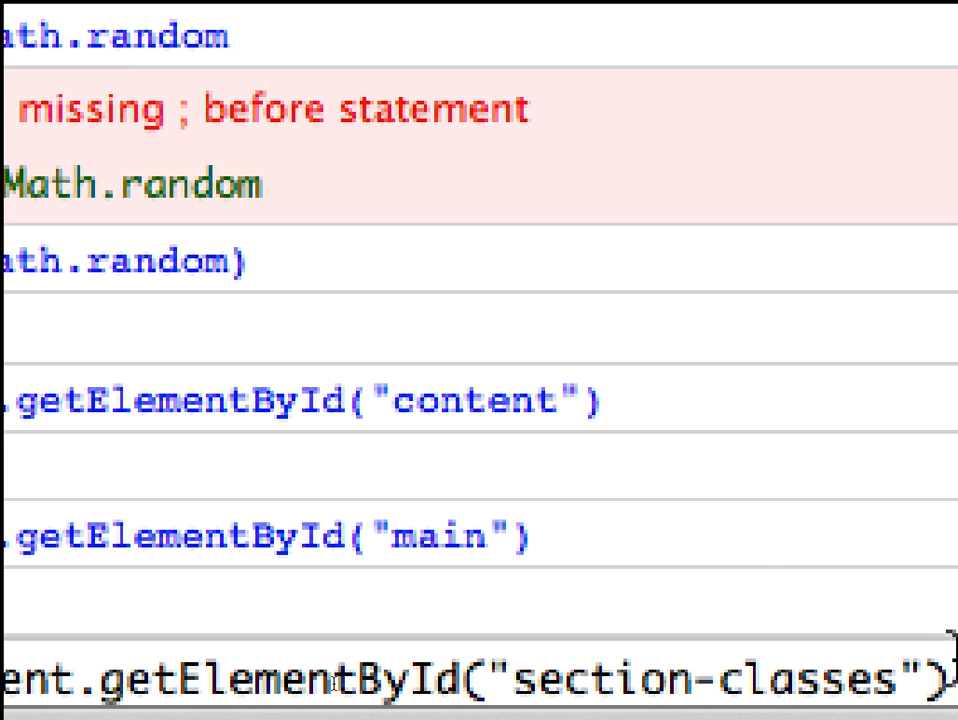 ath.random
missing ; before statement
Math.random
ath.random)
.getElementById("content")
.getElementById("main")
ent.getElementById("section-classes")